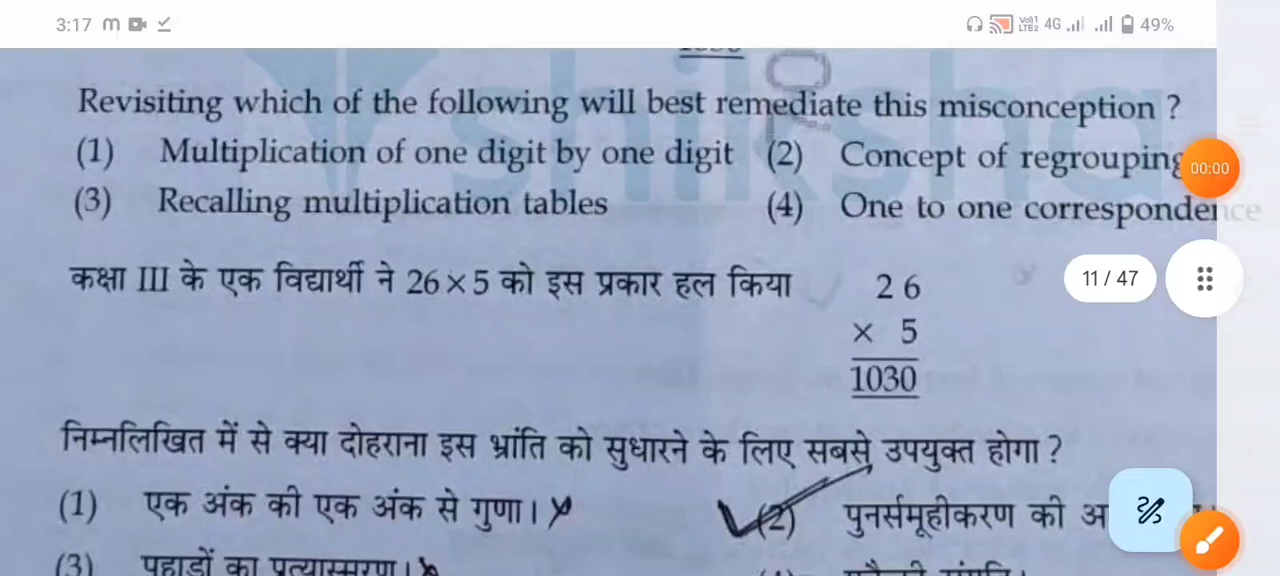 3:17 m 4G 49%
Revisiting which of the following will best remediate this misconception ?
(1) Multiplication of one digit by one digit (2) Concept of regrouping
00:00
(3) Recalling multiplication tables (4) One to one correspondence
कक्षा III के एक विद्यार्थी ने 26×5 को इस प्रकार हल किया 2 6
11 / 47
× 5
1030
निम्नलिखित में से क्या दोहराना इस भ्रांति को सुधारने के लिए सबसे उपयुक्त होगा ?
(1) एक अंक की एक अंक से गुणा। (2) पुनर्समूहीकरण की
(3) पहाड़ों का प्रत्यास्मरण।